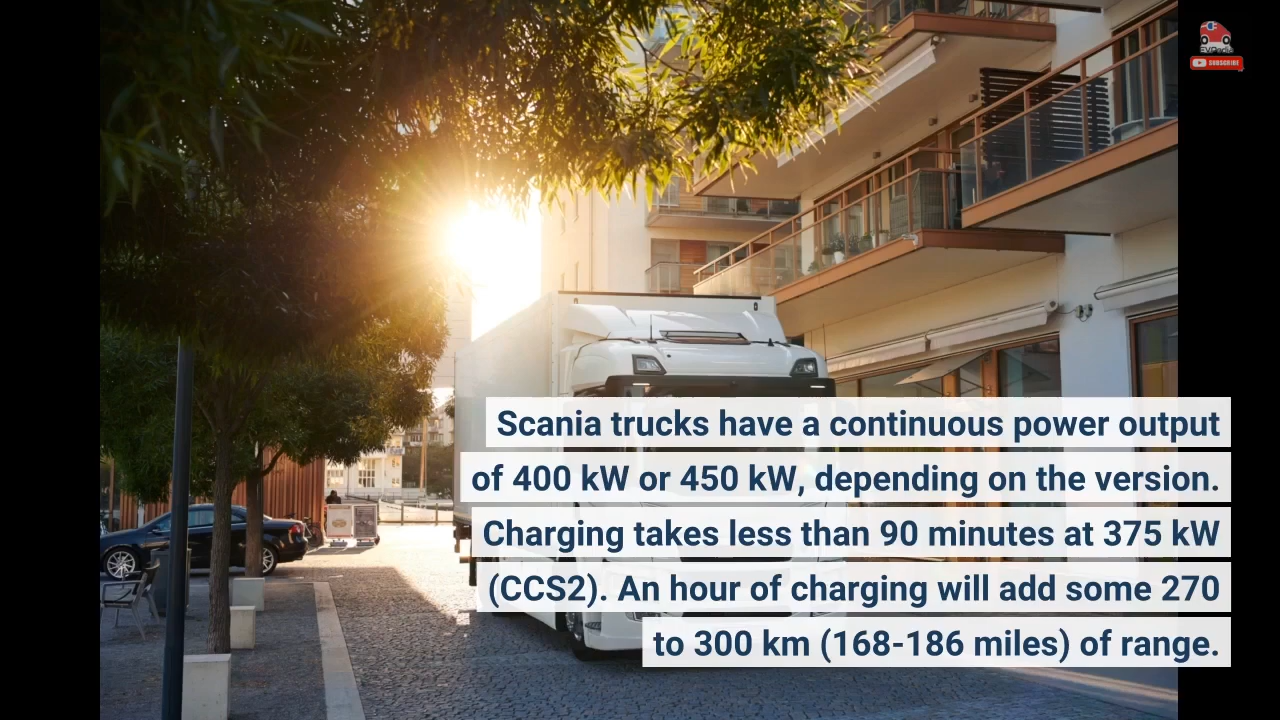 EVPedia
SUBSCRIBE
Scania trucks have a continuous power output
of 400 kW or 450 kW, depending on the version.
Charging takes less than 90 minutes at 375 kW
(CCS2). An hour of charging will add some 270
to 300 km (168-186 miles) of range.